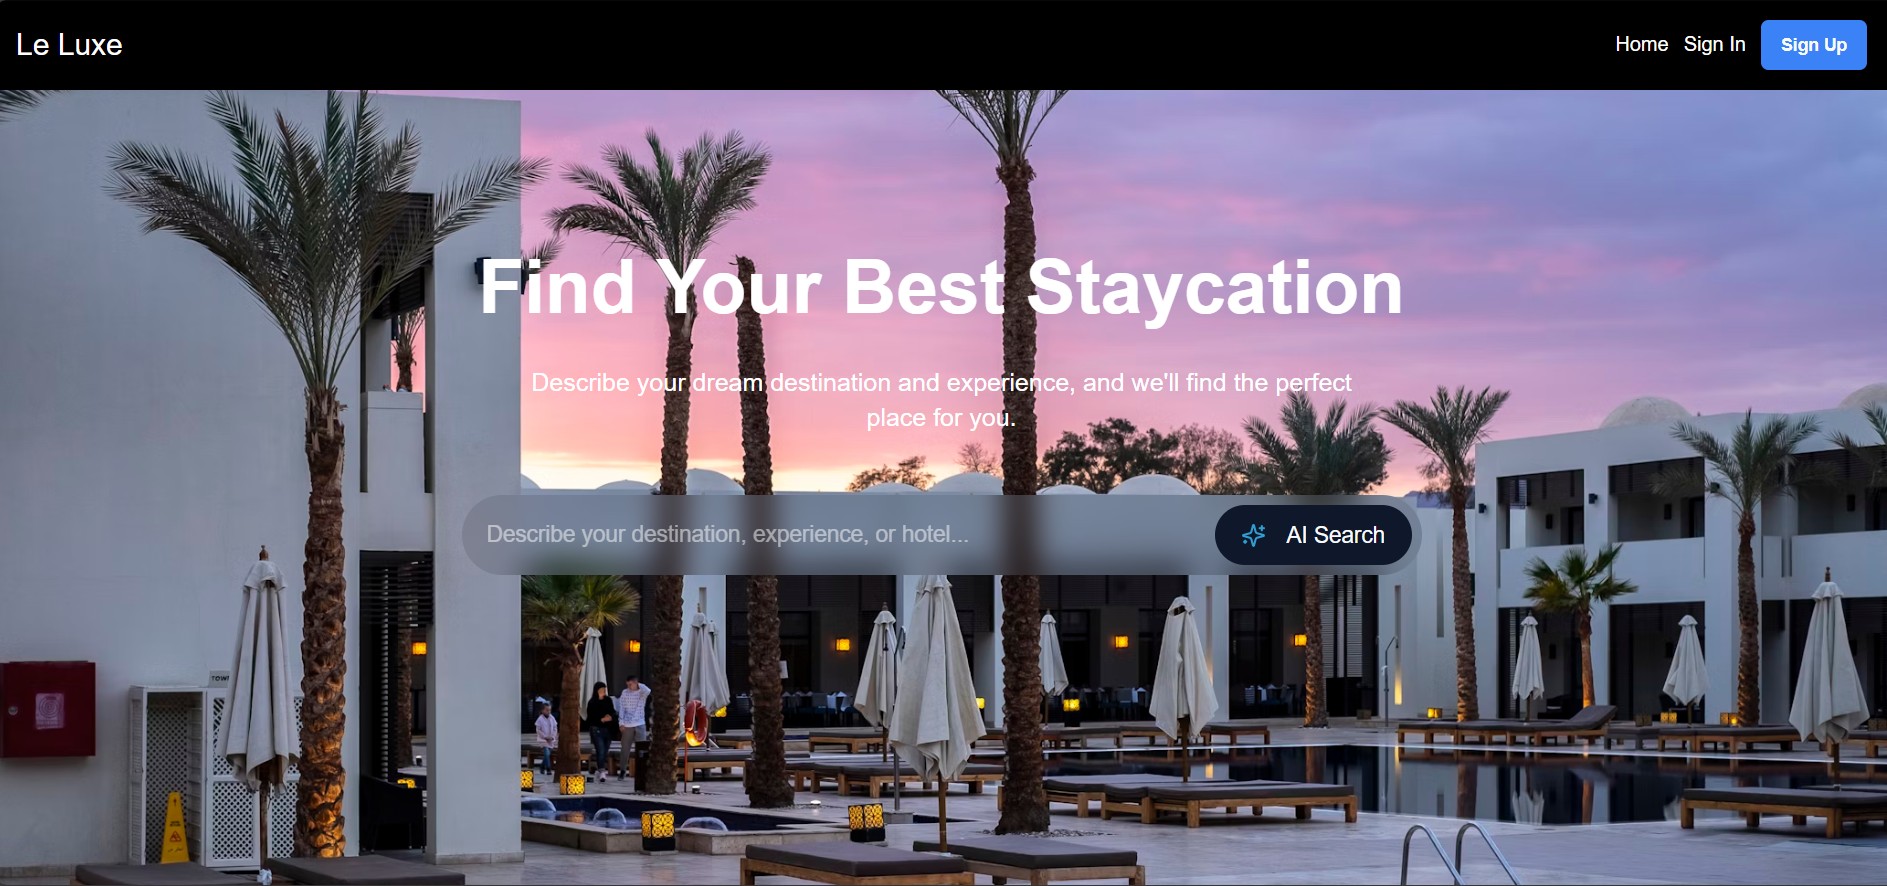 Le Luxe
Home Sign In Sign Up
Find Your Best Staycation
Describe your dream destination and experience, and we'll find the perfect
place for you.
Describe your destination, experience, or hotel...
AI Search